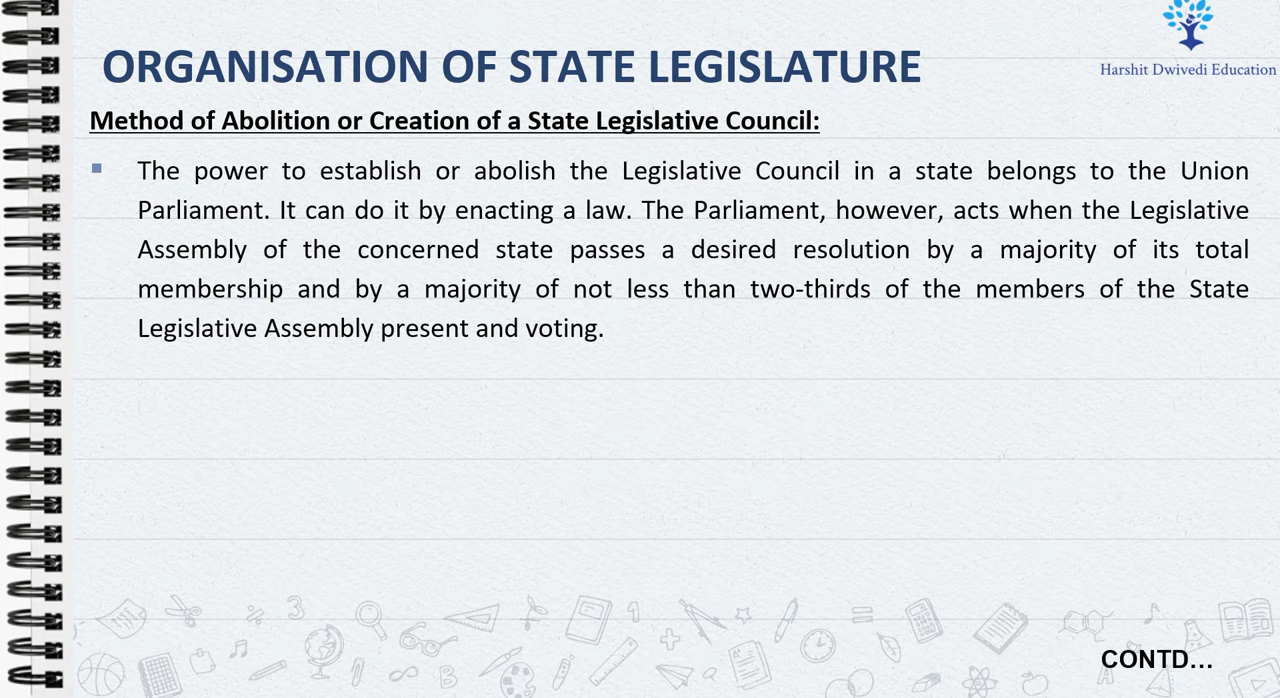 ORGANISATION OF STATE LEGISLATURE
Harshit Dwivedi Education
Method of Abolition or Creation of a State Legislative Council:
The power to establish or abolish the Legislative Council in a state belongs to the Union
Parliament. It can do it by enacting a law. The Parliament, however, acts when the Legislative
Assembly of the concerned state passes a desired resolution by a majority of its total
membership and by a majority of not less than two-thirds of the members of the State
Legislative Assembly present and voting.
CONTD...